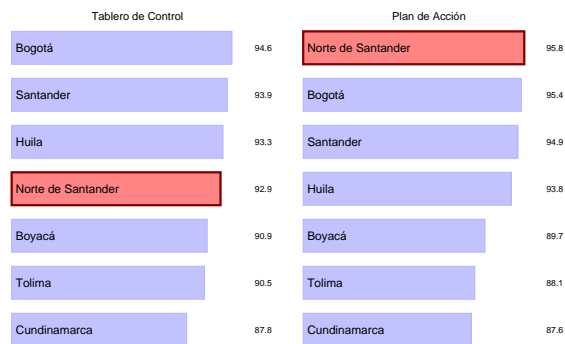 Tablero de Control
Bogotá 94.6
Santander 93.9
Huila 93.3
Norte de Santander 92.9
Boyacá 90.9
Tolima 90.5
Cundinamarca 87.8
Plan de Acción
Norte de Santander 95.8
Bogotá 95.4
Santander 94.9
Huila 93.8
Boyacá 89.7
Tolima 88.1
Cundinamarca 87.6